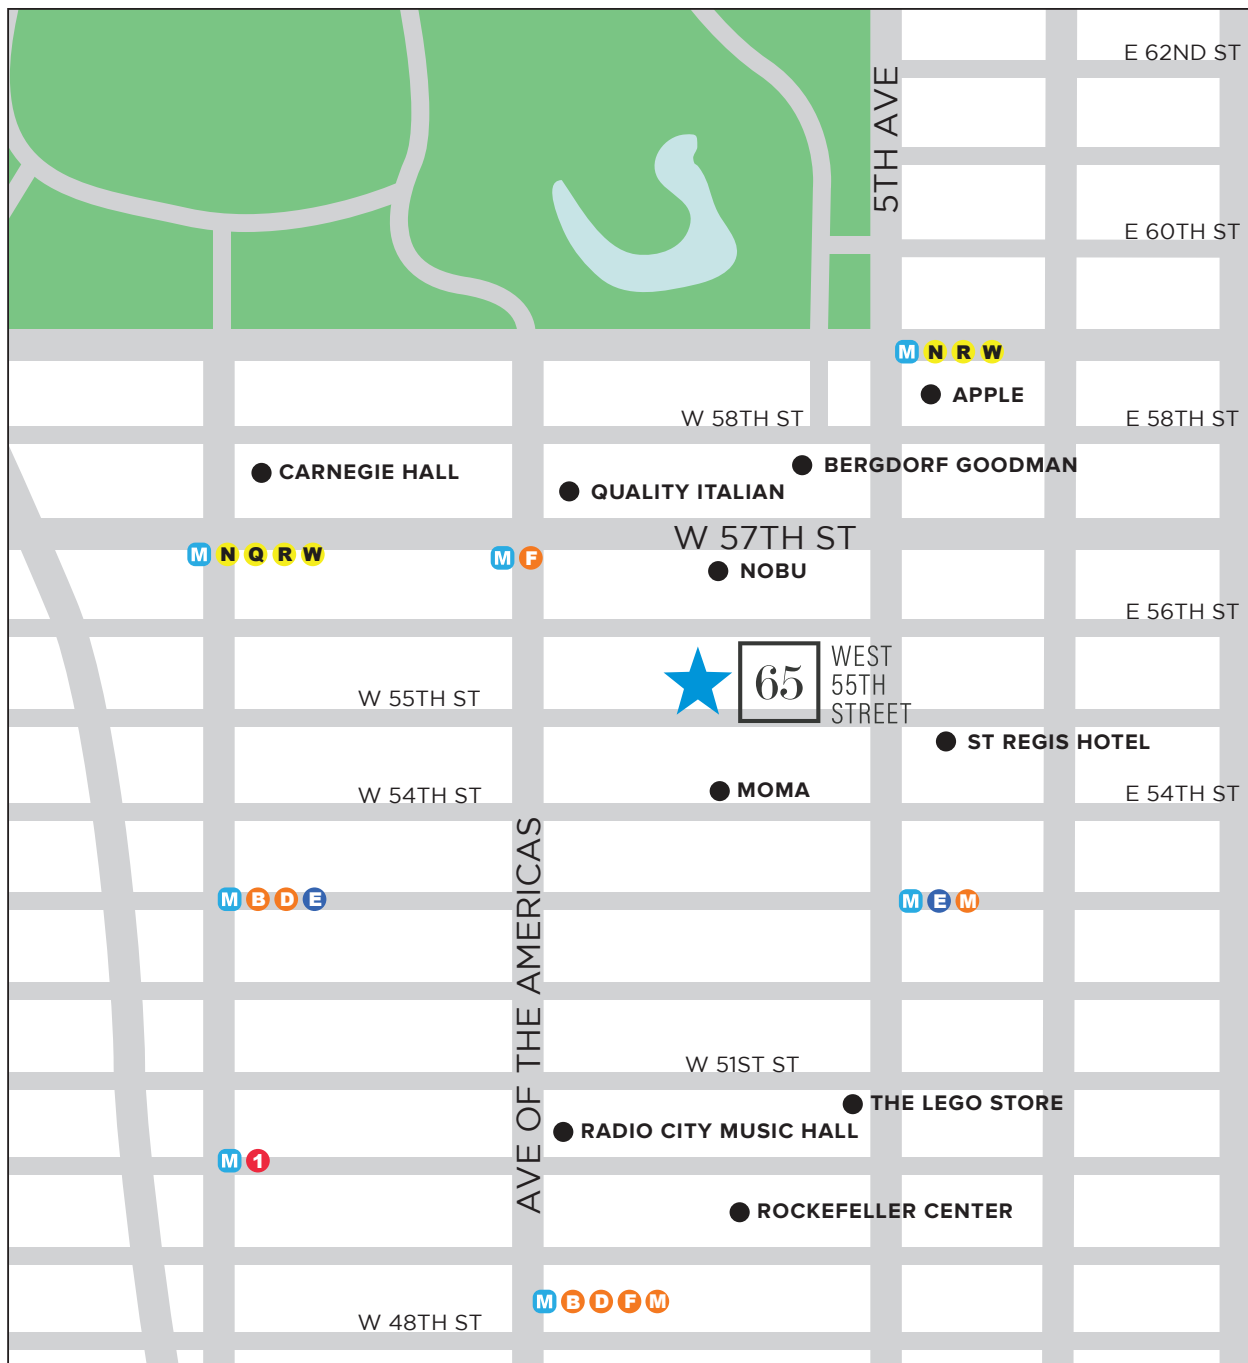 E 62ND ST
5TH AVE
E 60TH ST
M N R W
APPLE
W 58TH ST
E 58TH ST
BERGDORF GOODMAN
CARNEGIE HALL
QUALITY ITALIAN
W 57TH ST
M N Q R W
M F
NOBU
E 56TH ST
65
WEST
55TH
STREET
W 55TH ST
ST REGIS HOTEL
MOMA
W 54TH ST
E 54TH ST
AVE OF THE AMERICAS
M B D E
M E M
W 51ST ST
THE LEGO STORE
RADIO CITY MUSIC HALL
M 1
ROCKEFELLER CENTER
M B D F M
W 48TH ST